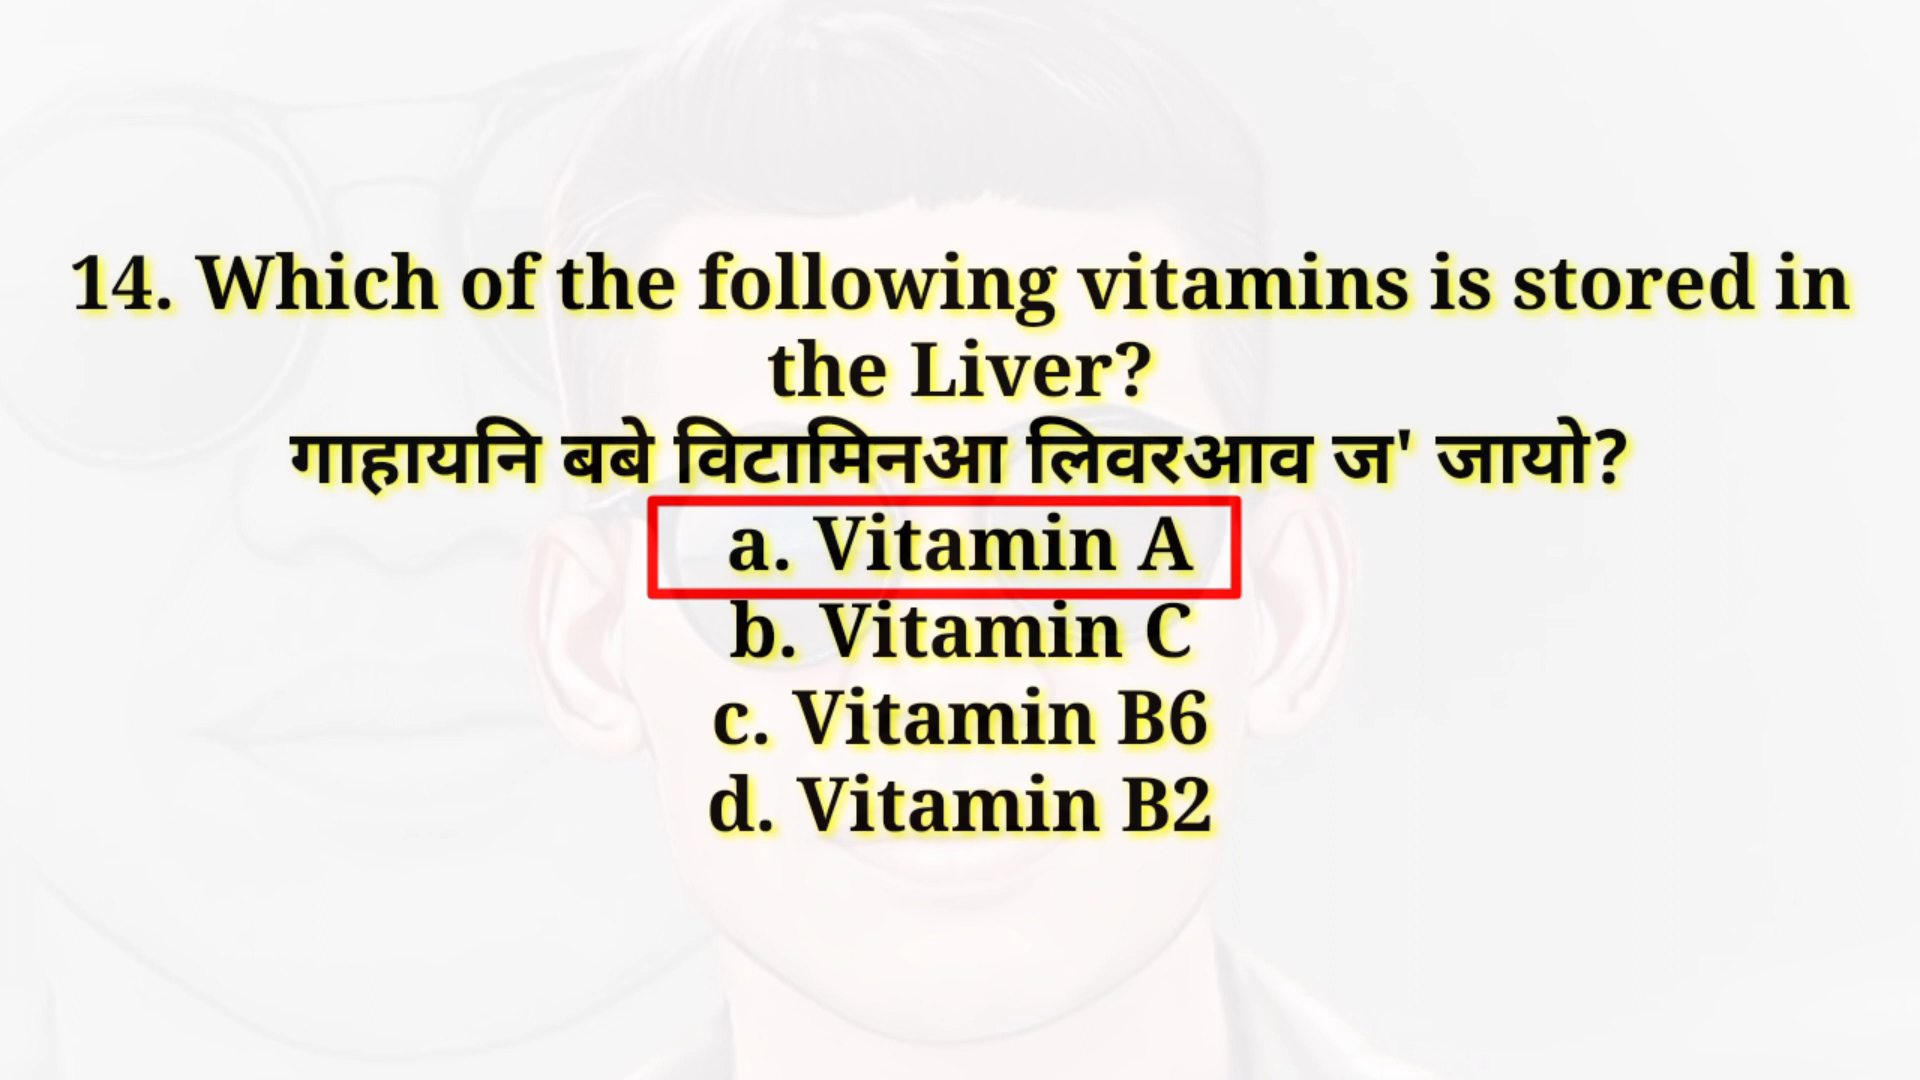 14. Which of the following vitamins is stored in
the Liver?
गाहायनि बबे विटामिनआ लिवरआव ज' जायो?
a. Vitamin A
b. Vitamin C
c. Vitamin B6
d. Vitamin B2